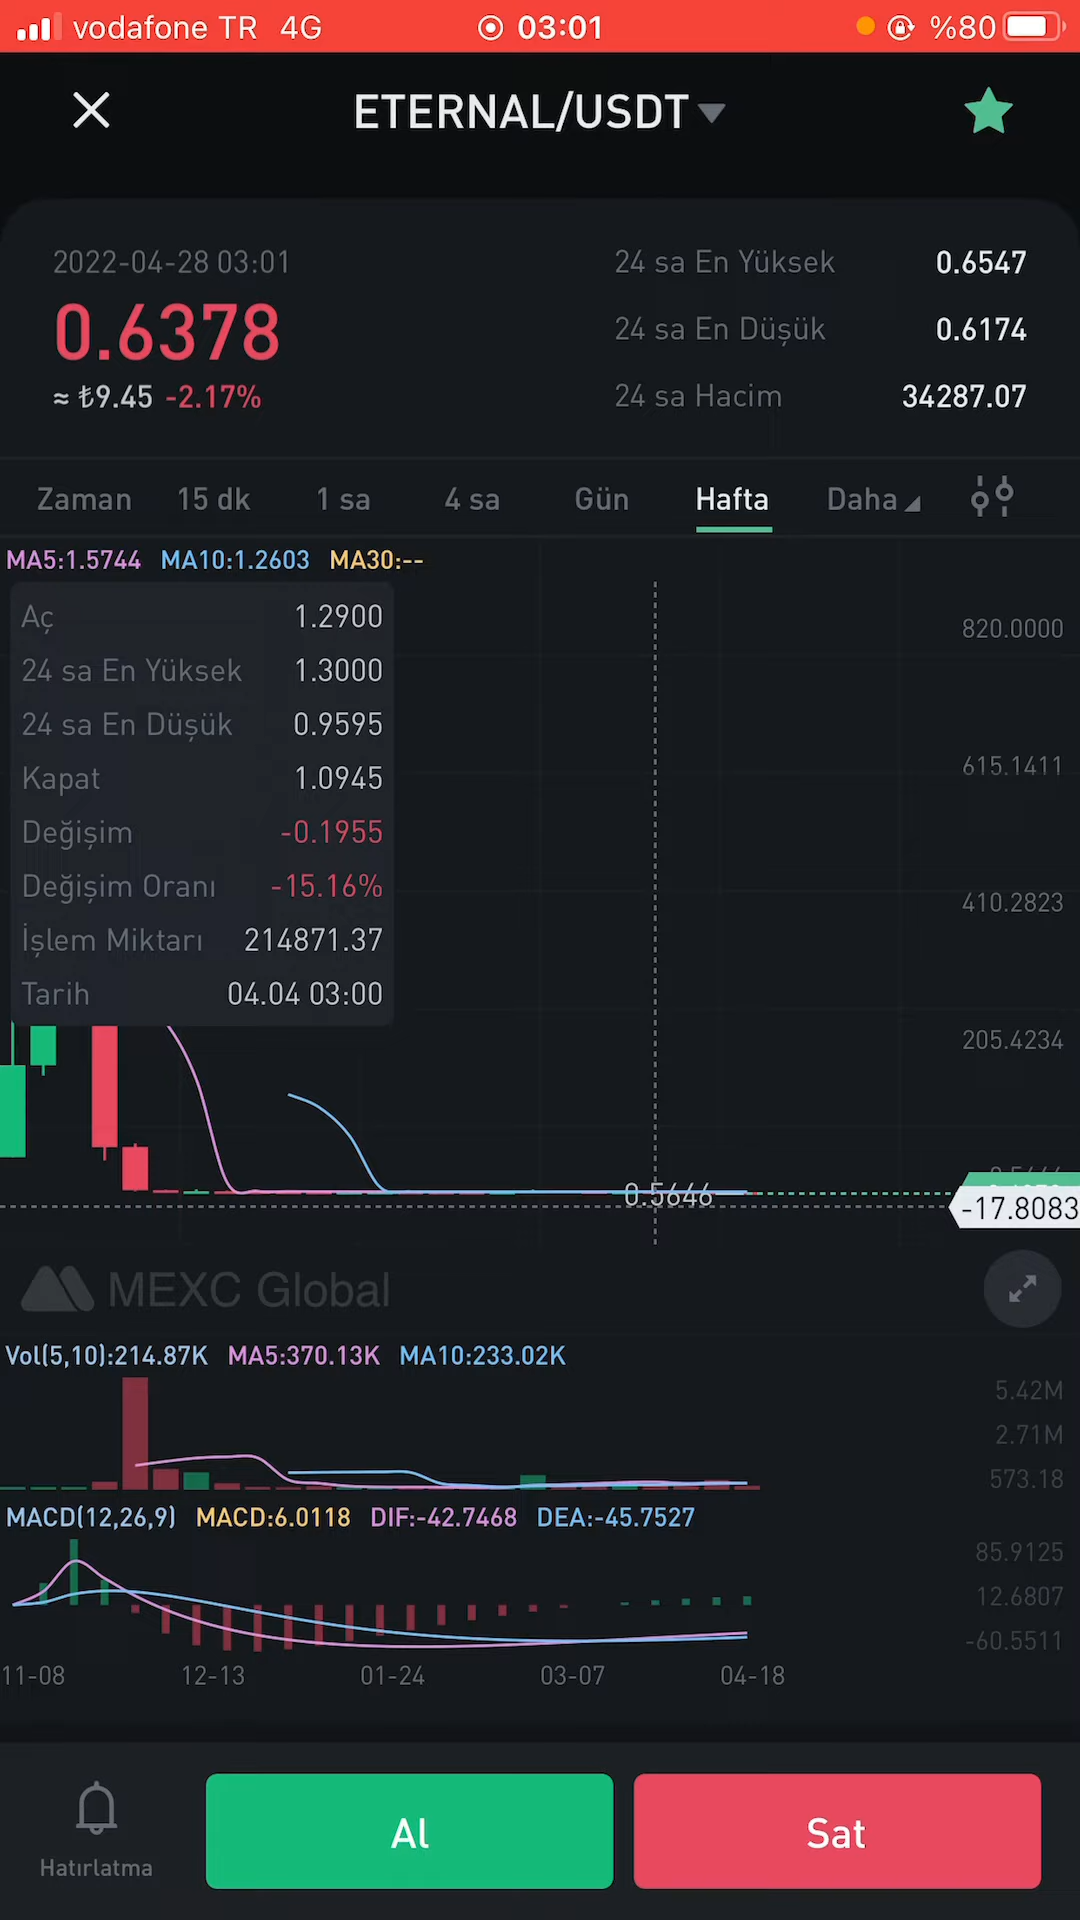 vodafone TR 4G 03:01 %80
ETERNAL/USDT
2022-04-28 03:01
0.6378
≈ ₺9.45 -2.17%
24 sa En Yüksek 0.6547
24 sa En Düşük 0.6174
24 sa Hacim 34287.07
Zaman 15 dk 1 sa 4 sa Gün Hafta Daha
MA5:1.5744 MA10:1.2603 MA30:--
Aç 1.2900
24 sa En Yüksek 1.3000
24 sa En Düşük 0.9595
Kapat 1.0945
Değişim -0.1955
Değişim Oranı -15.16%
İşlem Miktarı 214871.37
Tarih 04.04 03:00
820.0000
615.1411
410.2823
205.4234
0.5646
-17.8083
MEXC Global
Vol(5,10):214.87K MA5:370.13K MA10:233.02K
5.42M
2.71M
573.18
MACD(12,26,9) MACD:6.0118 DIF:-42.7468 DEA:-45.7527
85.9125
12.6807
-60.5511
11-08 12-13 01-24 03-07 04-18
Hatırlatma
Al
Sat